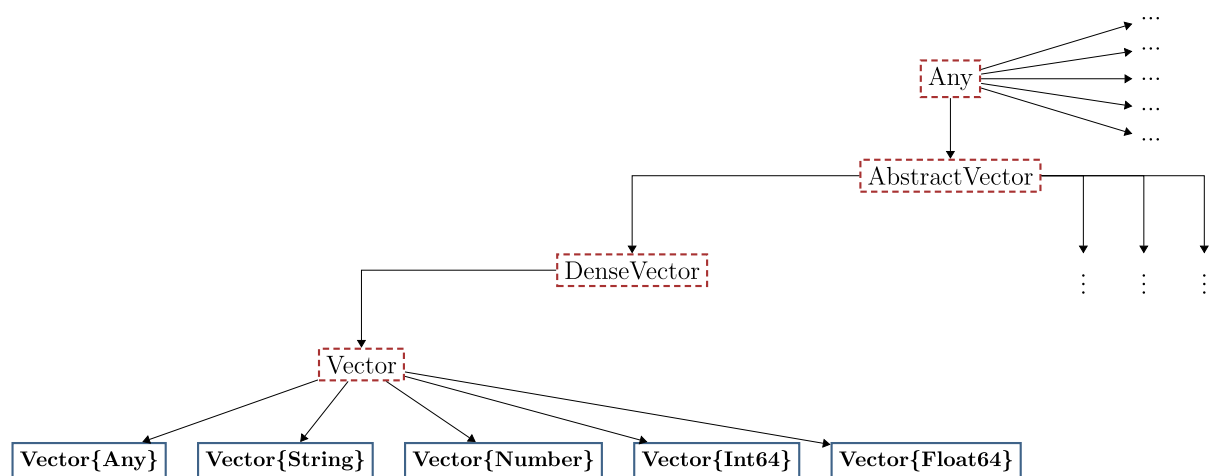 ...
...
Any
...
...
...
AbstractVector
DenseVector
⋮ ⋮ ⋮
Vector
Vector{Any} Vector{String} Vector{Number} Vector{Int64} Vector{Float64}